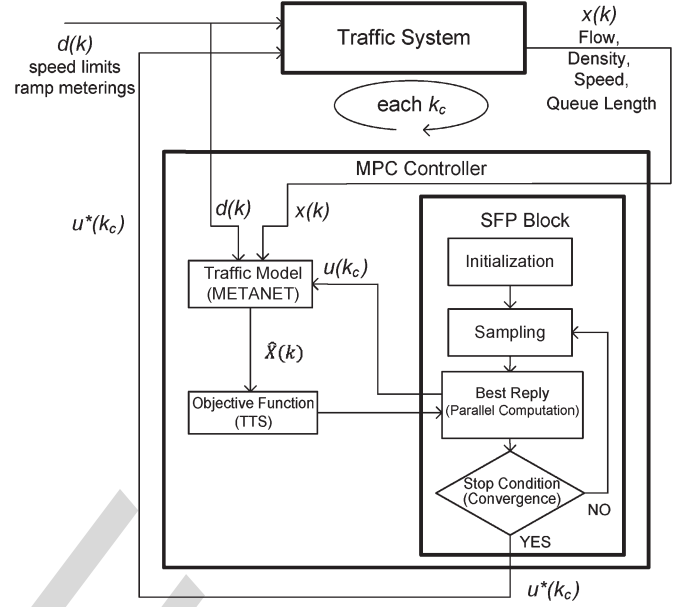 Traffic System
d(k)
speed limits
ramp meterings
x(k)
Flow,
Density,
Speed,
Queue Length
each kc
MPC Controller
u*(kc)
d(k)
x(k)
SFP Block
Initialization
Traffic Model
(METANET)
u(kc)
Sampling
X̂(k)
Best Reply
(Parallel Computation)
Objective Function
(TTS)
Stop Condition
(Convergence)
NO
YES
u*(kc)